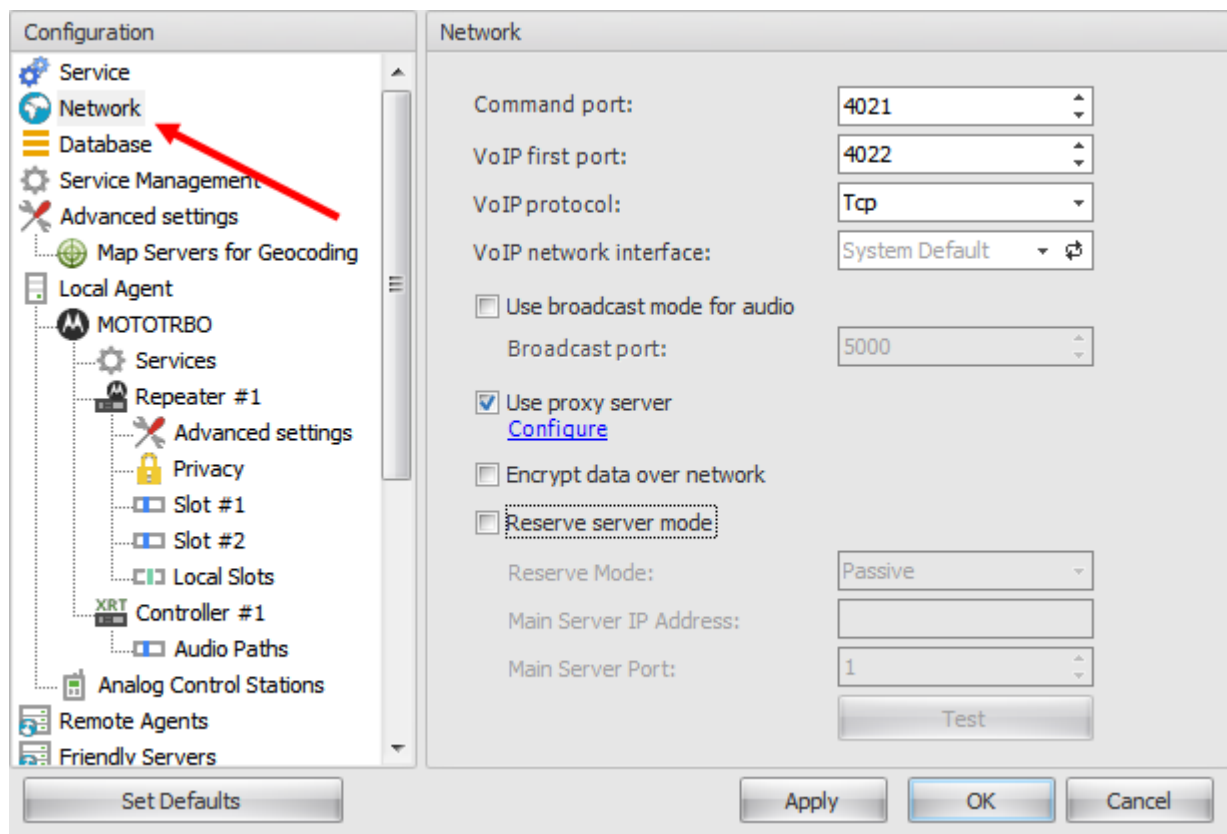 Configuration
Service
Network
Database
Service Management
Advanced settings
Map Servers for Geocoding
Local Agent
MOTOTRBO
Services
Repeater #1
Advanced settings
Privacy
Slot #1
Slot #2
Local Slots
XRT Controller #1
Audio Paths
Analog Control Stations
Remote Agents
Friendly Servers
Set Defaults
Network
Command port: 4021
VoIP first port: 4022
VoIP protocol: Tcp
VoIP network interface: System Default
Use broadcast mode for audio
Broadcast port: 5000
Use proxy server
Configure
Encrypt data over network
Reserve server mode
Reserve Mode: Passive
Main Server IP Address:
Main Server Port: 1
Test
Apply OK Cancel